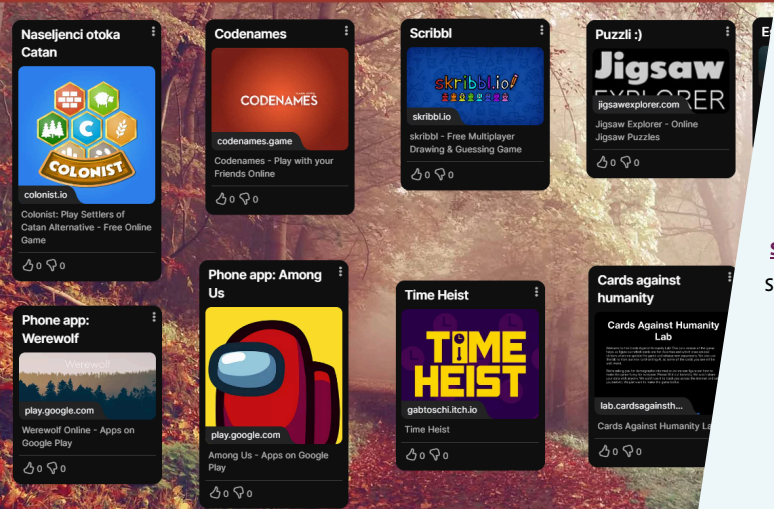 Naseljenci otoka
Catan
C
COLONIST
colonist.io
Colonist: Play Settlers of
Catan Alternative - Free Online
Game
0 0
Codenames
CODENAMES
codenames.game
Codenames - Play with your
Friends Online
0 0
Scribbl
skribbl.io
skribbl.io
skribbl - Free Multiplayer
Drawing & Guessing Game
0 0
Puzzli :)
Jigsaw
jigsawexplorer.com
Jigsaw Explorer - Online
Jigsaw Puzzles
0 0
Phone app:
Werewolf
Werewolf
play.google.com
Werewolf Online - Apps on
Google Play
0 0
Phone app: Among
Us
play.google.com
Among Us - Apps on Google
Play
0 0
Time Heist
TIME
HEIST
gabtoschi.itch.io
Time Heist
0 0
Cards against
humanity
Cards Against Humanity
Lab
lab.cardsagainsth...
Cards Against Humanity
0 0